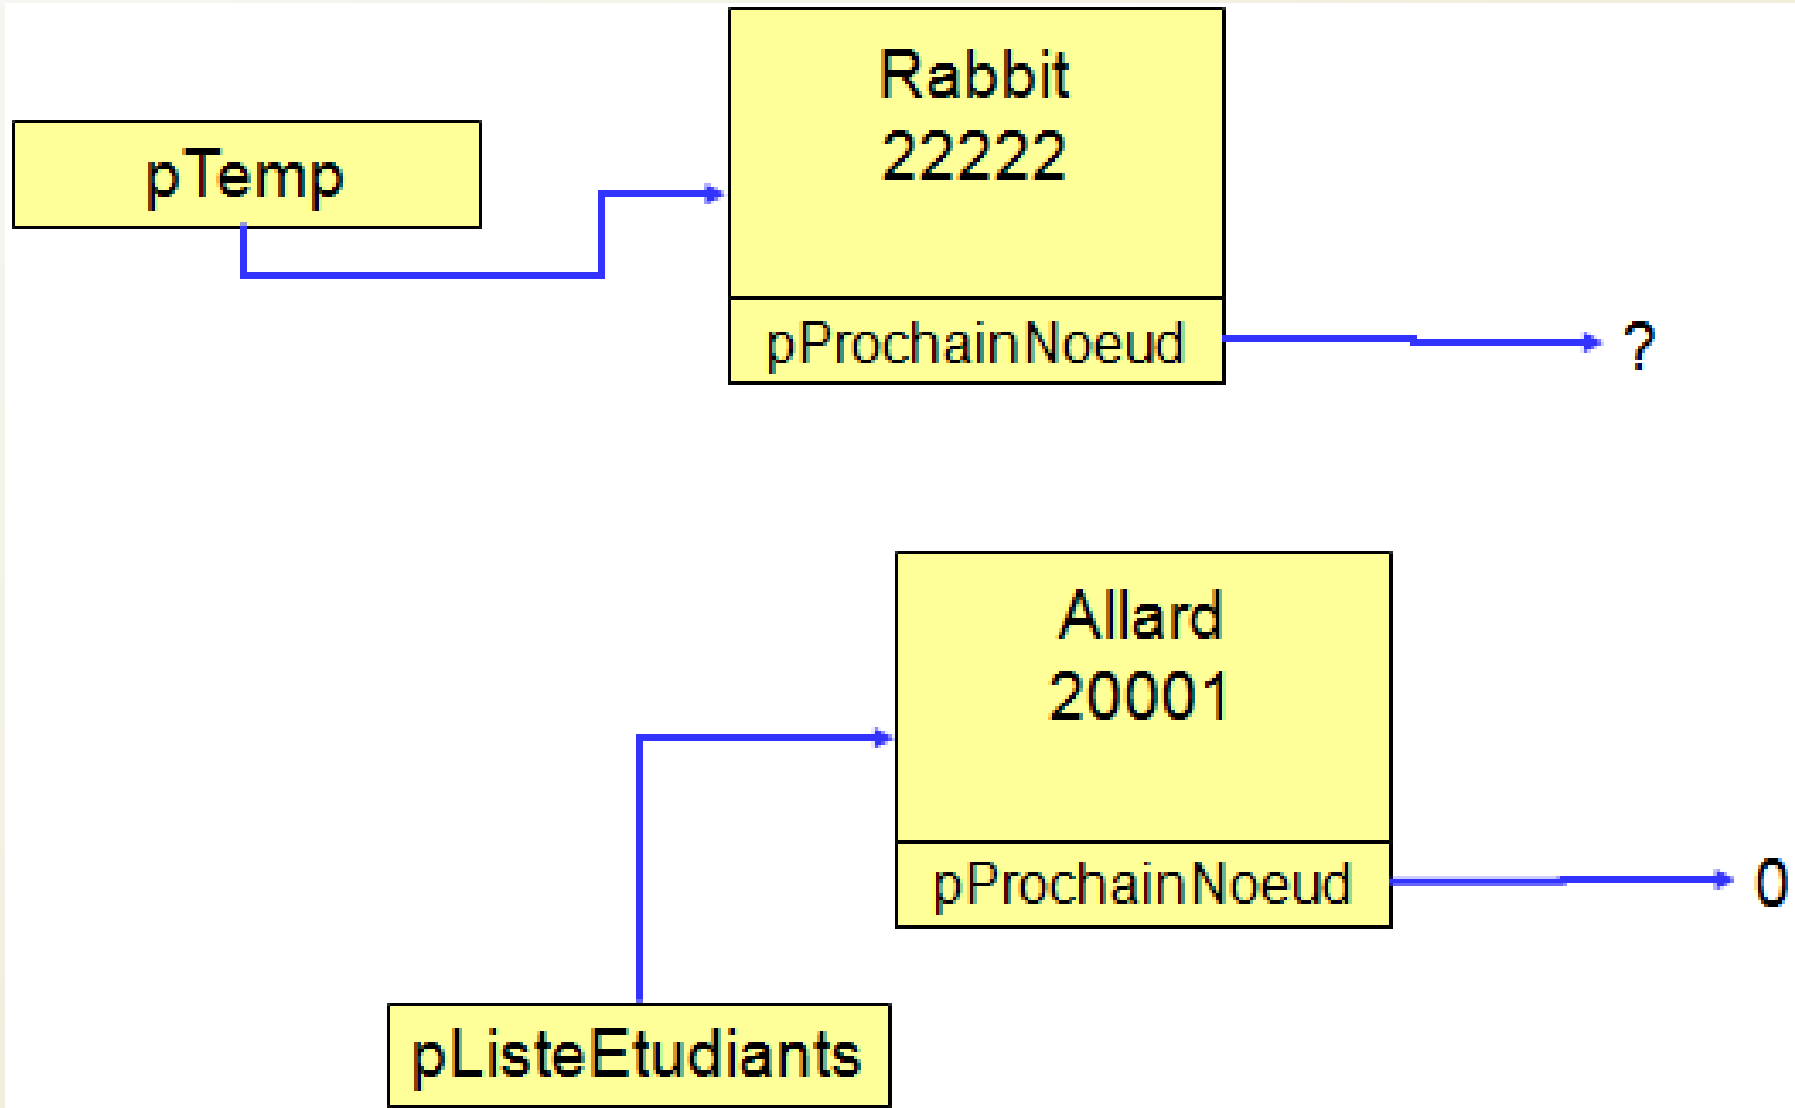 pTemp
Rabbit
22222
pProchainNoeud
?
Allard
20001
pProchainNoeud
0
pListeEtudiants